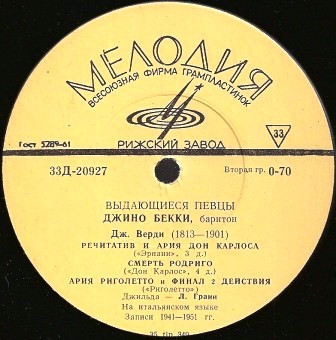 МЕЛОДИЯ
ВСЕСОЮЗНАЯ ФИРМА ГРАМПЛАСТИНОК
РИЖСКИЙ ЗАВОД
Гост 5289-61
33
33Д-20927
Вторая гр. 0-70
ВЫДАЮЩИЕСЯ ПЕВЦЫ
ДЖИНО БЕККИ, баритон
Дж. Верди (1813—1901)
РЕЧИТАТИВ И АРИЯ ДОН КАРЛОСА
(«Эрнани», 3 д.)
СМЕРТЬ РОДРИГО
(«Дон Карлос», 4 д.)
АРИЯ РИГОЛЕТТО и ФИНАЛ 2 ДЕЙСТВИЯ
(«Риголетто»)
Джильда — Л. Грани
На итальянском языке
Записи 1941—1951 гг.